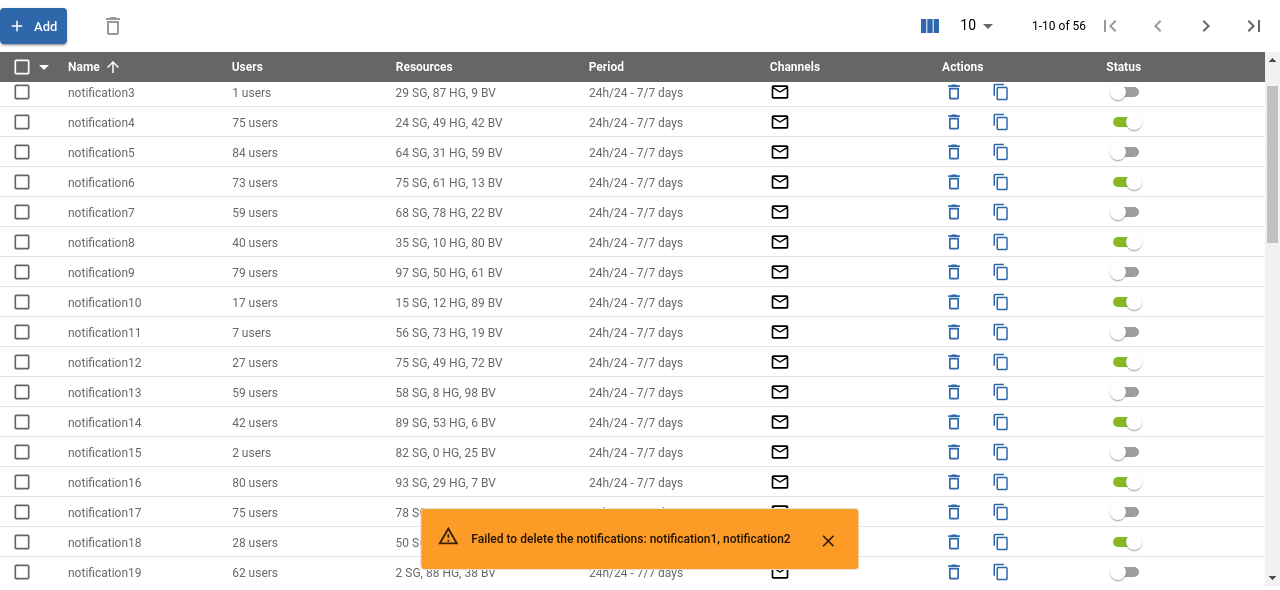 Add
10
1-10 of 56
Name Users Resources Period Channels Actions Status
notification3 1 users 29 SG, 87 HG, 9 BV 24h/24 - 7/7 days
notification4 75 users 24 SG, 49 HG, 42 BV 24h/24 - 7/7 days
notification5 84 users 64 SG, 31 HG, 59 BV 24h/24 - 7/7 days
notification6 73 users 75 SG, 61 HG, 13 BV 24h/24 - 7/7 days
notification7 59 users 68 SG, 78 HG, 22 BV 24h/24 - 7/7 days
notification8 40 users 35 SG, 10 HG, 80 BV 24h/24 - 7/7 days
notification9 79 users 97 SG, 50 HG, 61 BV 24h/24 - 7/7 days
notification10 17 users 15 SG, 12 HG, 89 BV 24h/24 - 7/7 days
notification11 7 users 56 SG, 73 HG, 19 BV 24h/24 - 7/7 days
notification12 27 users 75 SG, 49 HG, 72 BV 24h/24 - 7/7 days
notification13 59 users 58 SG, 8 HG, 98 BV 24h/24 - 7/7 days
notification14 42 users 89 SG, 53 HG, 6 BV 24h/24 - 7/7 days
notification15 2 users 82 SG, 0 HG, 25 BV 24h/24 - 7/7 days
notification16 80 users 93 SG, 29 HG, 7 BV 24h/24 - 7/7 days
notification17 75 users 78
notification18 28 users 50
Failed to delete the notifications: notification1, notification2
notification19 62 users 2 SG, 88 HG, 38 BV 24h/24 - 7/7 days